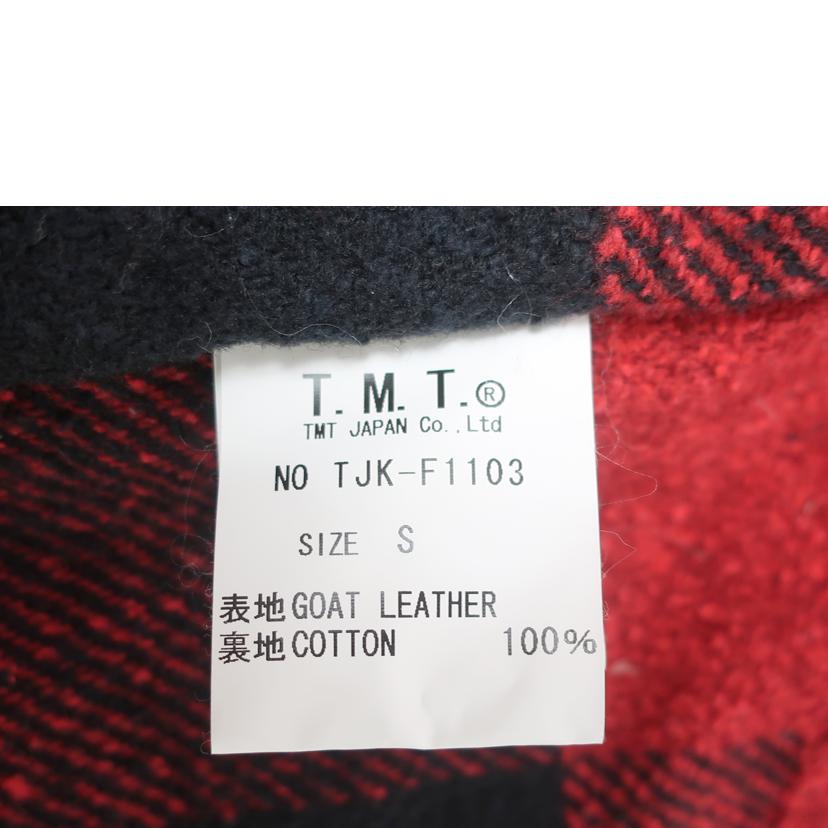 T. M. T.®
TMT JAPAN Co.,Ltd
NO TJK-F1103
SIZE S
表地GOAT LEATHER
裏地COTTON 100%